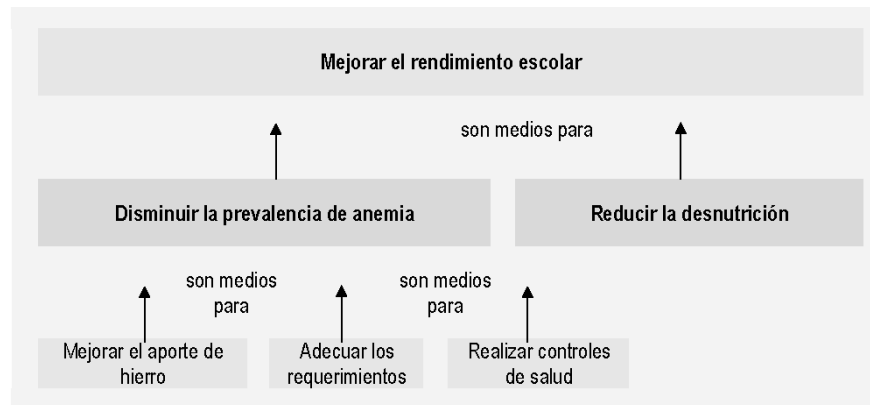 Mejorar el rendimiento escolar
son medios para
Disminuir la prevalencia de anemia
Reducir la desnutrición
son medios
para
son medios
para
Mejorar el aporte de
hierro
Adecuar los
requerimientos
Realizar controles
de salud